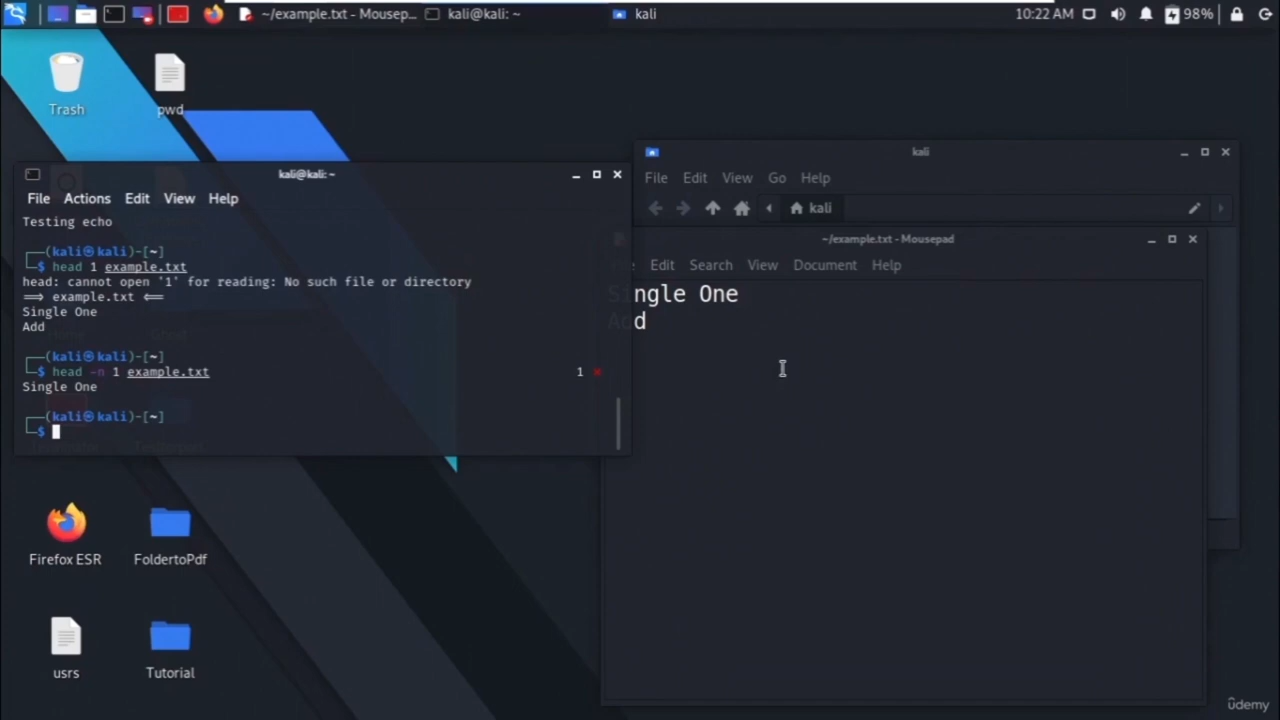 ~/example.txt - Mousep...
kali@kali: ~
kali
10:22 AM
98%
Trash
pwd
kali@kali: ~
File Actions Edit View Help
Testing echo
┌──(kali㉿kali)-[~]
└─$ head 1 example.txt
head: cannot open '1' for reading: No such file or directory
⟹ example.txt ⟸
Single One
Add
┌──(kali㉿kali)-[~]
└─$ head -n 1 example.txt 1 ⨯
Single One
┌──(kali㉿kali)-[~]
└─$
kali
File Edit View Go Help
kali
~/example.txt - Mousepad
Edit Search View Document Help
Single One
Add
Firefox ESR
FoldertoPdf
usrs
Tutorial
ûdemy